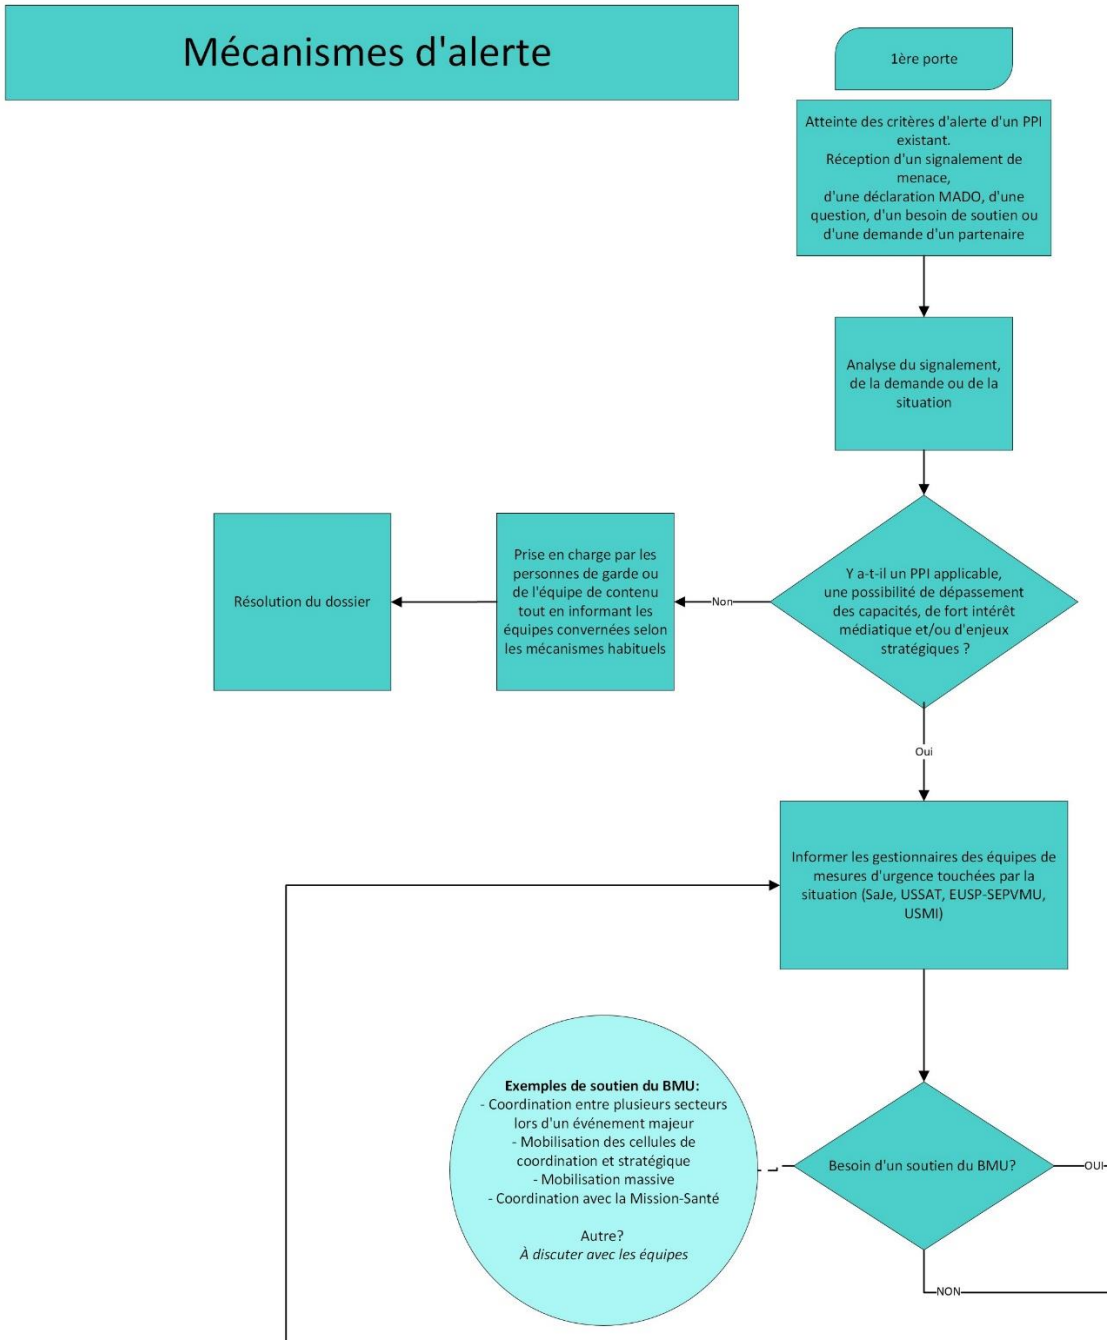 Mécanismes d'alerte
1ère porte
Atteinte des critères d'alerte d'un PPI
existant.
Réception d'un signalement de
menace,
d'une déclaration MADO, d'une
question, d'un besoin de soutien ou
d'une demande d'un partenaire
Analyse du signalement,
de la demande ou de la
situation
Y a-t-il un PPI applicable,
une possibilité de dépassement
des capacités, de fort intérêt
médiatique et/ou d'enjeux
stratégiques ?
Non
Prise en charge par les
personnes de garde ou
de l'équipe de contenu
tout en informant les
équipes convernées selon
les mécanismes habituels
Résolution du dossier
Oui
Informer les gestionnaires des équipes de
mesures d'urgence touchées par la
situation (SaJe, USSAT, EUSP-SEPVMU,
USMI)
Besoin d'un soutien du BMU?
OUI
NON
Exemples de soutien du BMU:
- Coordination entre plusieurs secteurs
lors d'un événement majeur
- Mobilisation des cellules de
coordination et stratégique
- Mobilisation massive
- Coordination avec la Mission-Santé
Autre?
À discuter avec les équipes